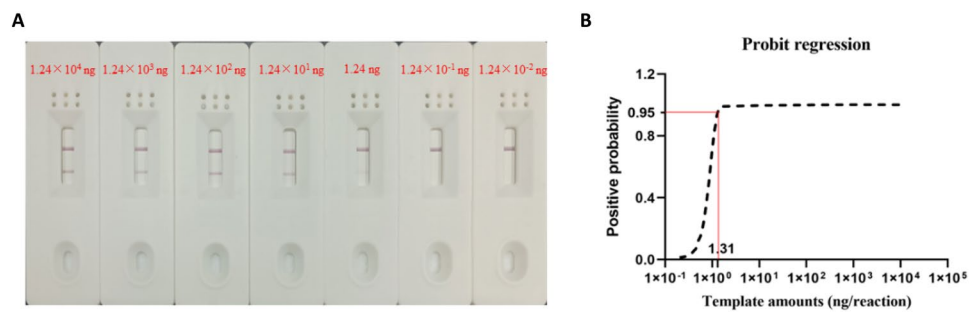 A
1.24×10⁴ ng 1.24×10³ ng 1.24×10² ng 1.24×10¹ ng 1.24 ng 1.24×10⁻¹ ng 1.24×10⁻² ng
B
Probit regression
Positive probability
1.2
0.95
0.8
0.4
0.0
1.31
1×10⁻¹ 1×10⁰ 1×10¹ 1×10² 1×10³ 1×10⁴ 1×10⁵
Template amounts (ng/reaction)